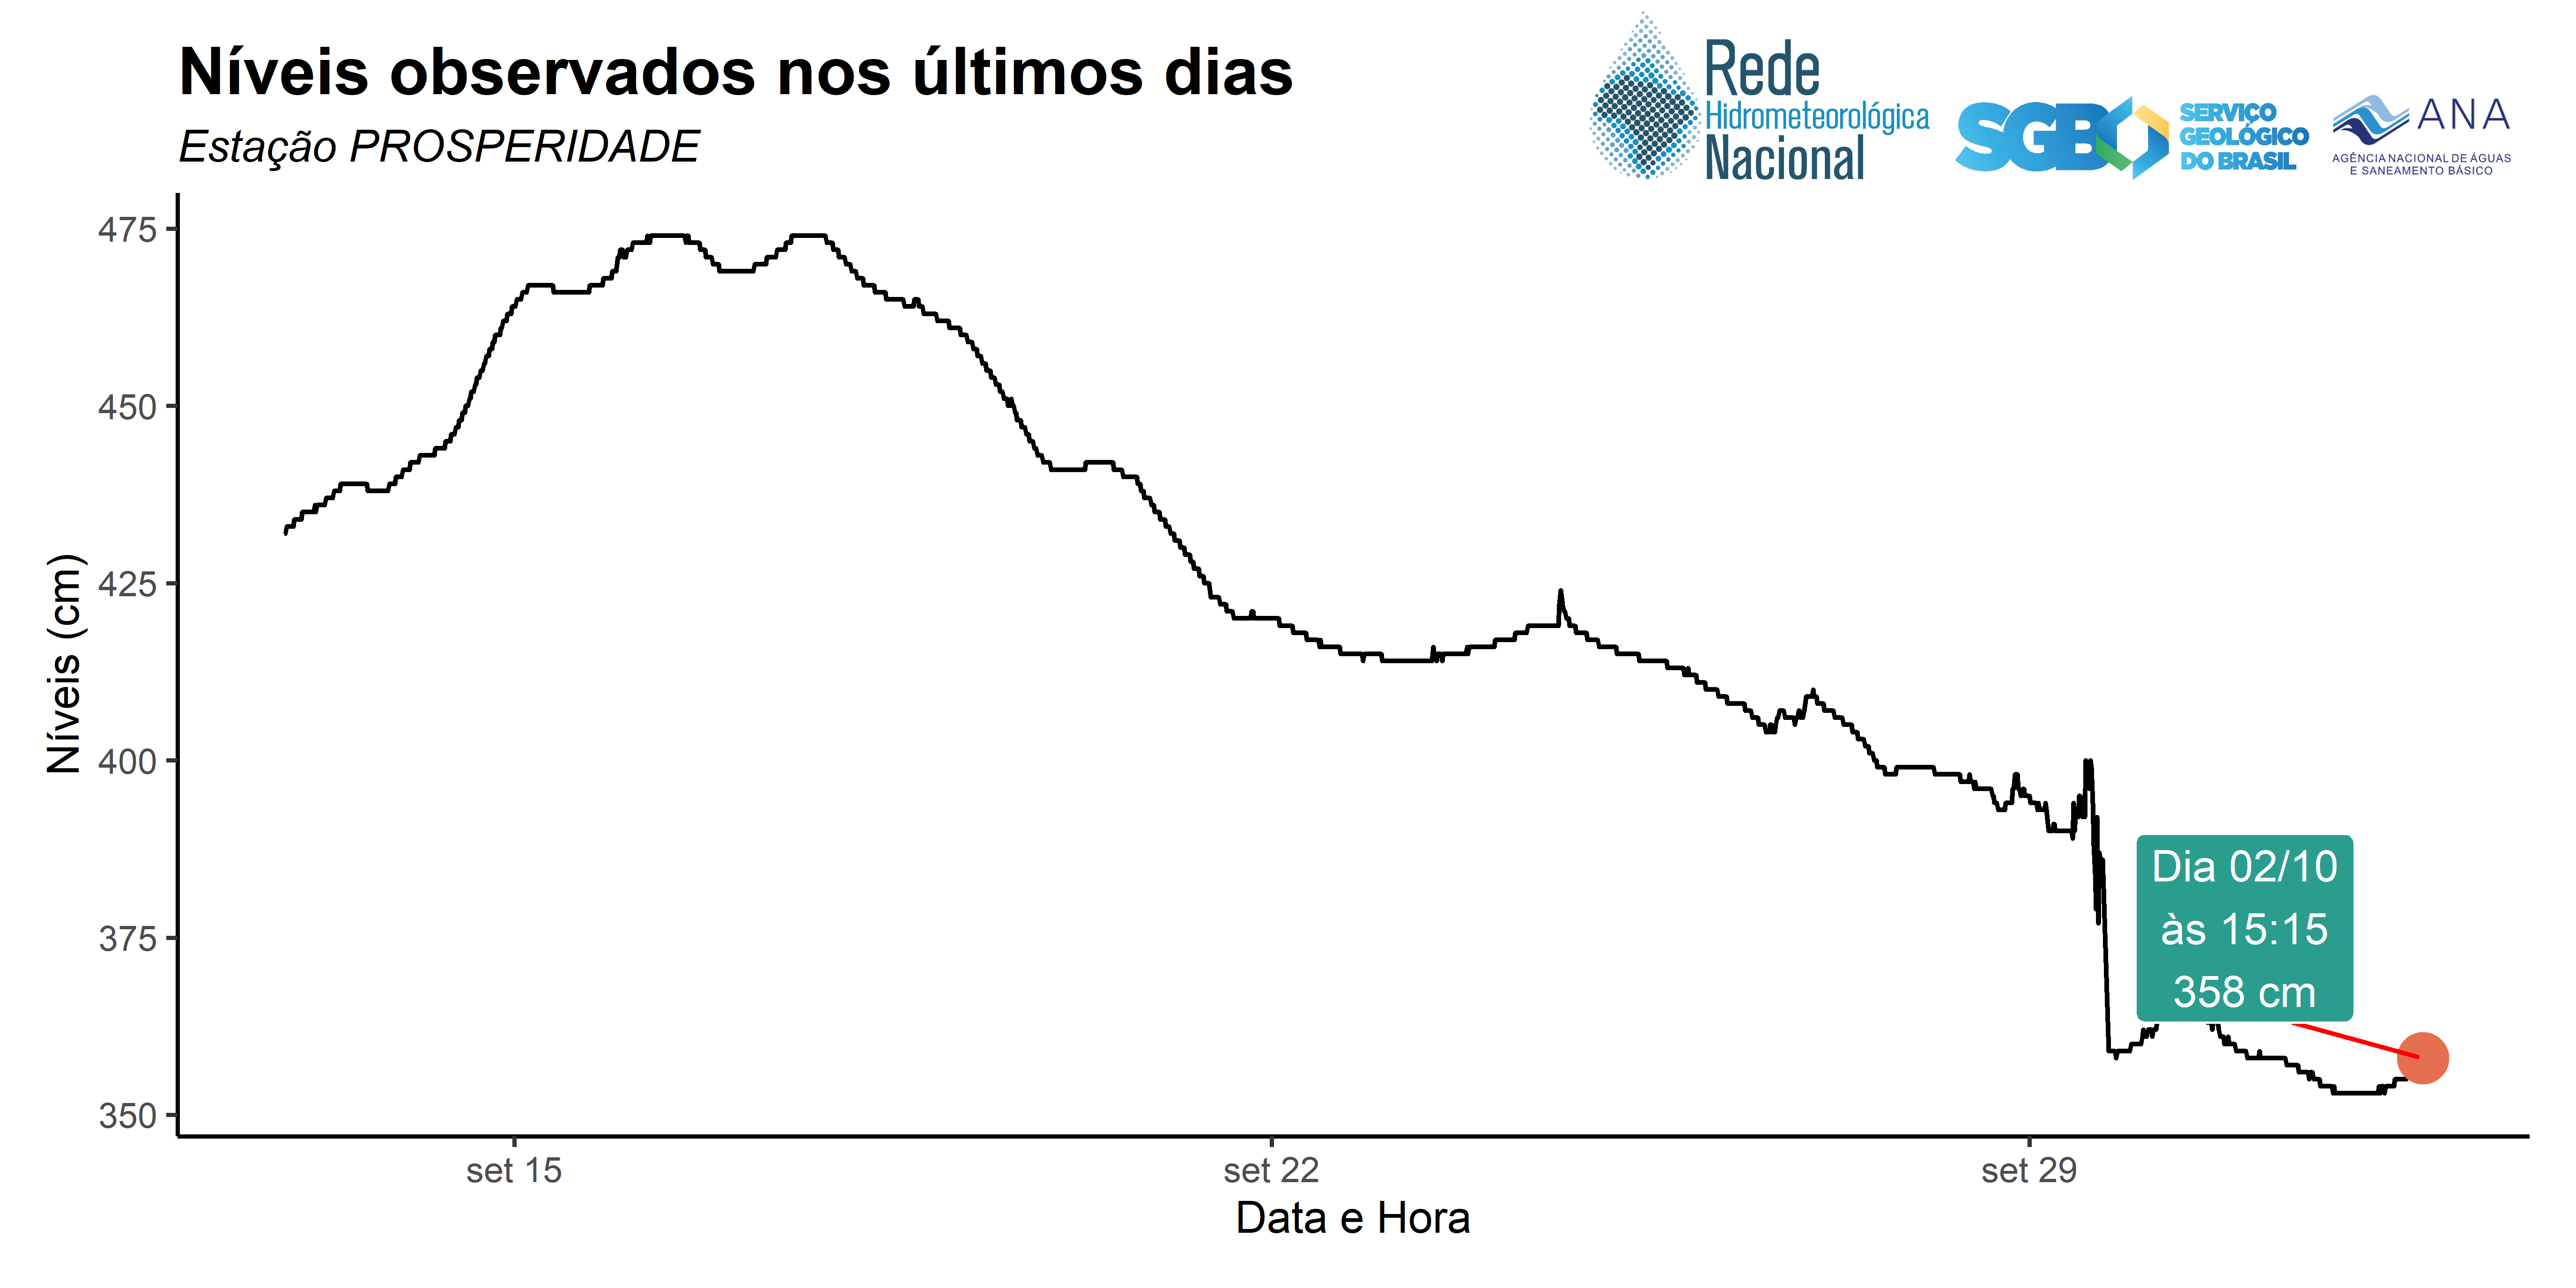 Níveis observados nos últimos dias
Estação PROSPERIDADE
Rede
Hidrometeorológica
Nacional
SGB
SERVIÇO
GEOLÓGICO
DO BRASIL
ANA
AGÊNCIA NACIONAL DE ÁGUAS
E SANEAMENTO BÁSICO
Níveis (cm)
475
450
425
400
375
350
Dia 02/10
às 15:15
358 cm
set 15
set 22
set 29
Data e Hora